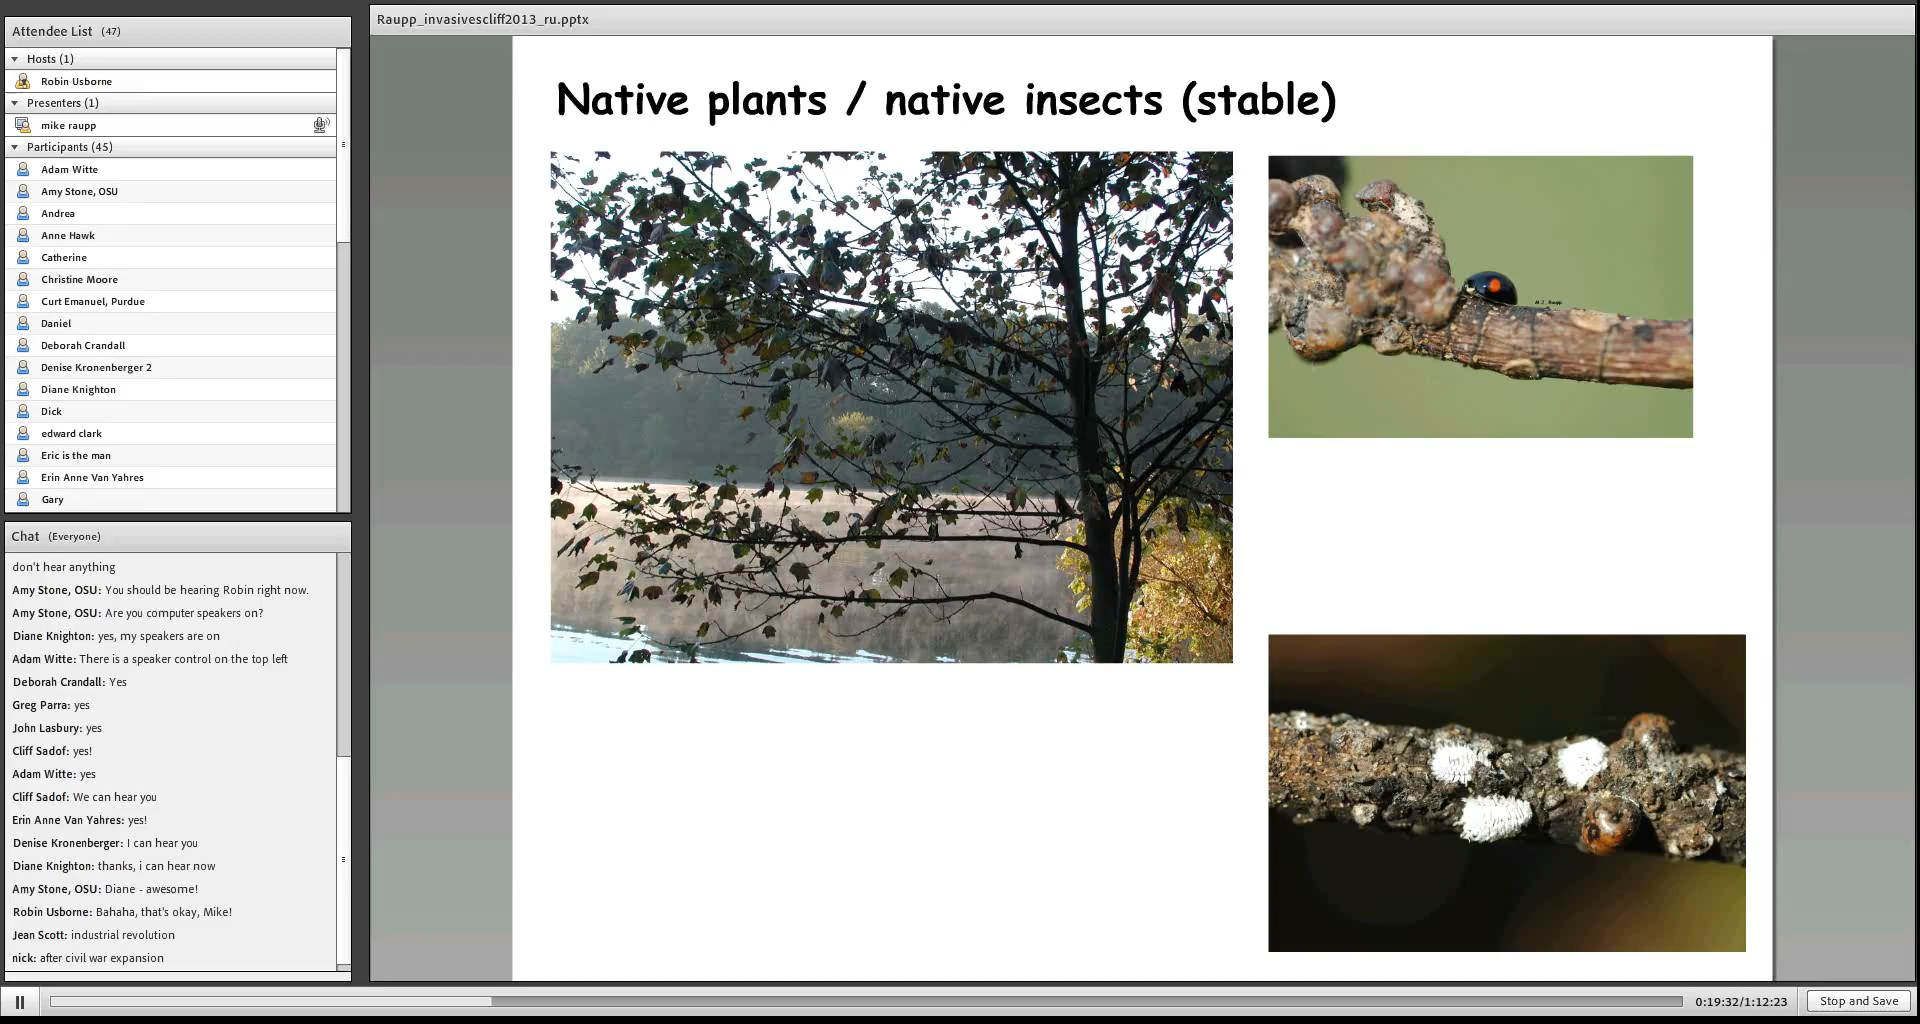 Attendee List (47)
Hosts (1)
Robin Usborne
Presenters (1)
mike raupp
Participants (45)
Adam Witte
Amy Stone, OSU
Andrea
Anne Hawk
Catherine
Christine Moore
Curt Emanuel, Purdue
Daniel
Deborah Crandall
Denise Kronenberger 2
Diane Knighton
Dick
edward clark
Eric is the man
Erin Anne Van Yahres
Gary
Chat (Everyone)
don't hear anything
Amy Stone, OSU: You should be hearing Robin right now.
Amy Stone, OSU: Are you computer speakers on?
Diane Knighton: yes, my speakers are on
Adam Witte: There is a speaker control on the top left
Deborah Crandall: Yes
Greg Parra: yes
John Lasbury: yes
Cliff Sadof: yes!
Adam Witte: yes
Cliff Sadof: We can hear you
Erin Anne Van Yahres: yes!
Denise Kronenberger: I can hear you
Diane Knighton: thanks, i can hear now
Amy Stone, OSU: Diane - awesome!
Robin Usborne: Bahaha, that's okay, Mike!
Jean Scott: industrial revolution
nick: after civil war expansion
Raupp_invasivescliff2013_ru.pptx
Native plants / native insects (stable)
M.J. Raupp
0:19:32/1:12:23
Stop and Save